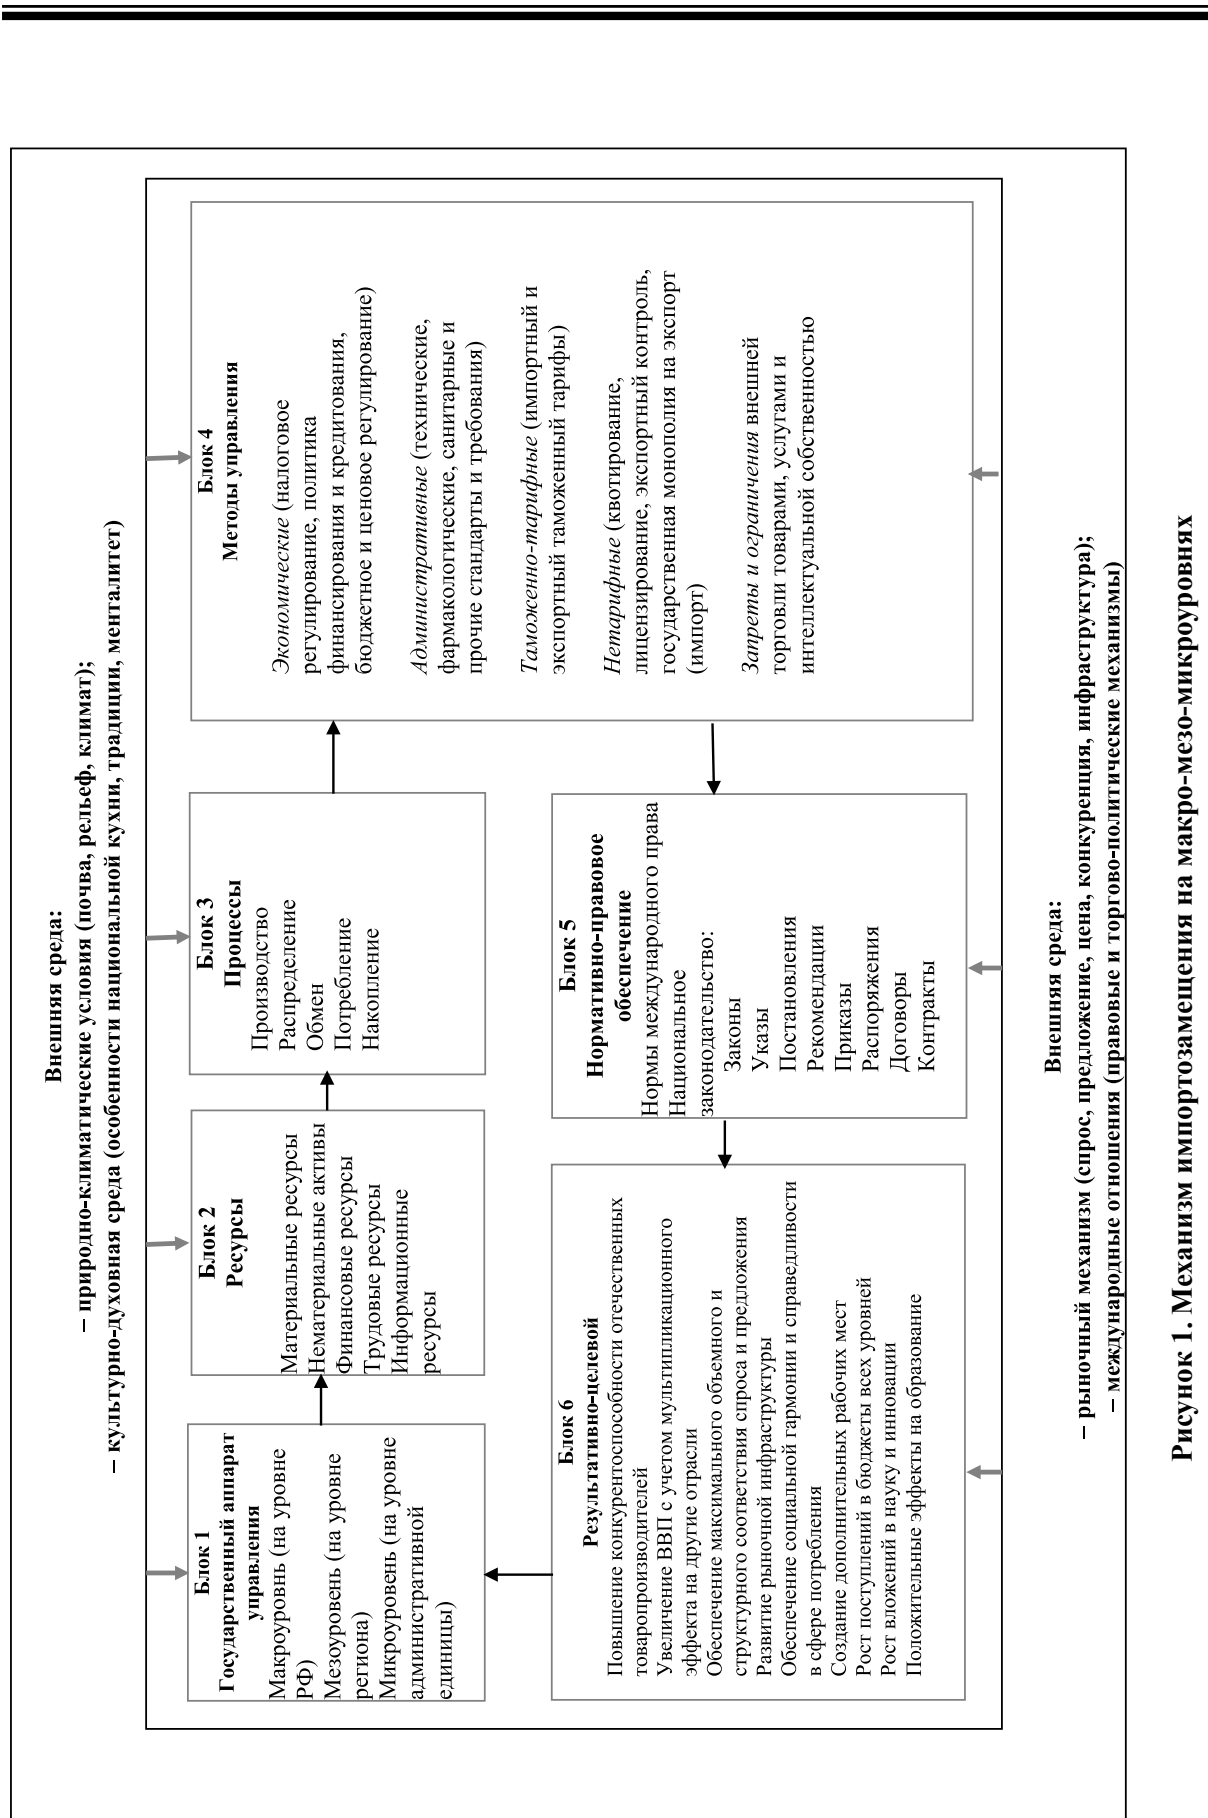 Внешняя среда:
– природно-климатические условия (почва, рельеф, климат);
– культурно-духовная среда (особенности национальной кухни, традиции, менталитет)
Блок 1
Государственный аппарат
управления
Макроуровнь (на уровне
РФ)
Мезоуровень (на уровне
региона)
Микроуровень (на уровне
административной
единицы)
Блок 2
Ресурсы
Материальные ресурсы
Нематериальные активы
Финансовые ресурсы
Трудовые ресурсы
Информационные
ресурсы
Блок 3
Процессы
Производство
Распределение
Обмен
Потребление
Накопление
Блок 4
Методы управления
Экономические (налоговое
регулирование, политика
финансирования и кредитования,
бюджетное и ценовое регулирование)
Административные (технические,
фармакологические, санитарные и
прочие стандарты и требования)
Таможенно-тарифные (импортный и
экспортный таможенный тарифы)
Нетарифные (квотирование,
лицензирование, экспортный контроль,
государственная монополия на экспорт
(импорт)
Запреты и ограничения внешней
торговли товарами, услугами и
интеллектуальной собственностью
Блок 5
Нормативно-правовое
обеспечение
Нормы международного права
Национальное
законодательство:
Законы
Указы
Постановления
Рекомендации
Приказы
Распоряжения
Договоры
Контракты
Блок 6
Результативно-целевой
Повышение конкурентоспособности отечественных
товаропроизводителей
Увеличение ВВП с учетом мультипликационного
эффекта на другие отрасли
Обеспечение максимального объемного и
структурного соответствия спроса и предложения
Развитие рыночной инфраструктуры
Обеспечение социальной гармонии и справедливости
в сфере потребления
Создание дополнительных рабочих мест
Рост поступлений в бюджеты всех уровней
Рост вложений в науку и инновации
Положительные эффекты на образование
Внешняя среда:
– рыночный механизм (спрос, предложение, цена, конкуренция, инфраструктура);
– международные отношения (правовые и торгово-политические механизмы)
Рисунок 1. Механизм импортозамещения на макро-мезо-микроуровнях